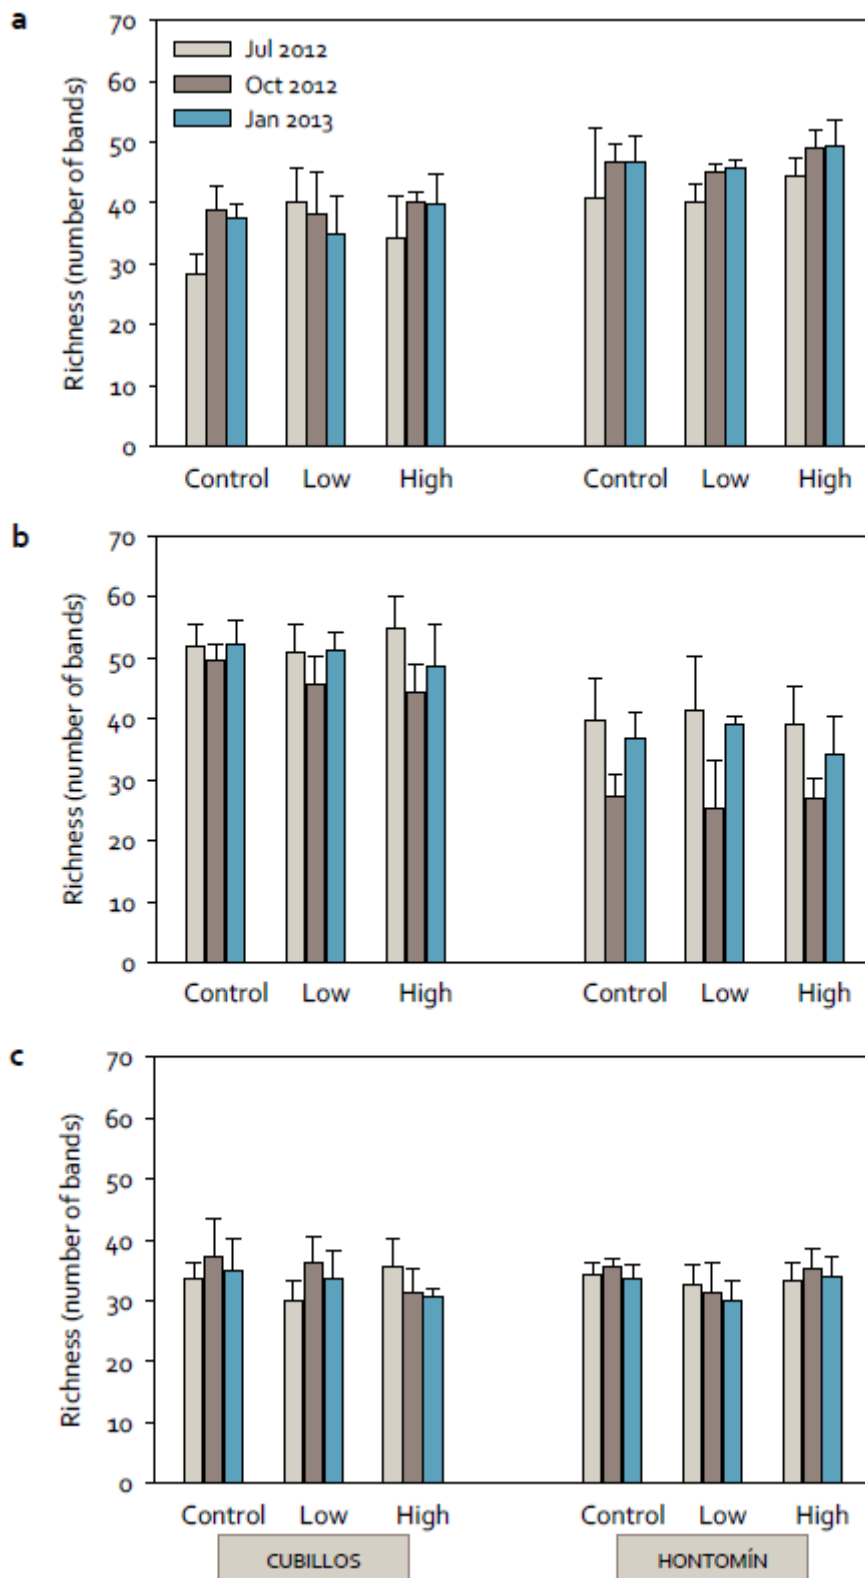 a
Richness (number of bands)
70
60
50
40
30
20
10
0
Jul 2012
Oct 2012
Jan 2013
Control Low High Control Low High
b
Richness (number of bands)
70
60
50
40
30
20
10
0
Control Low High Control Low High
c
Richness (number of bands)
70
60
50
40
30
20
10
0
Control Low High Control Low High
CUBILLOS HONTOMÍN